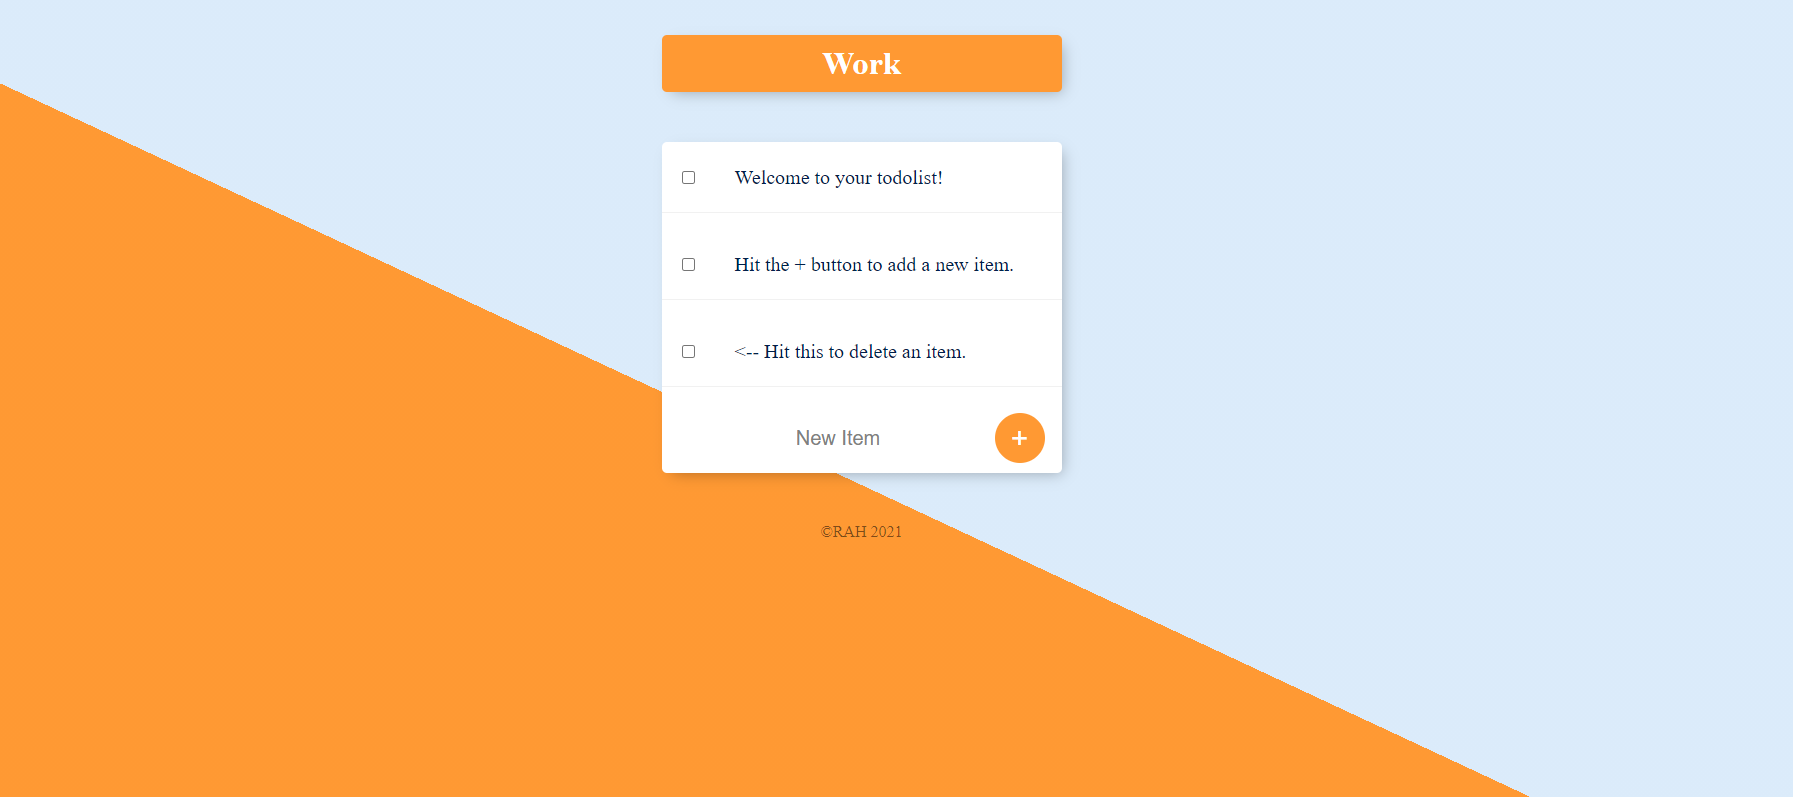 Work
Welcome to your todolist!
Hit the + button to add a new item.
<-- Hit this to delete an item.
New Item
+
©RAH 2021